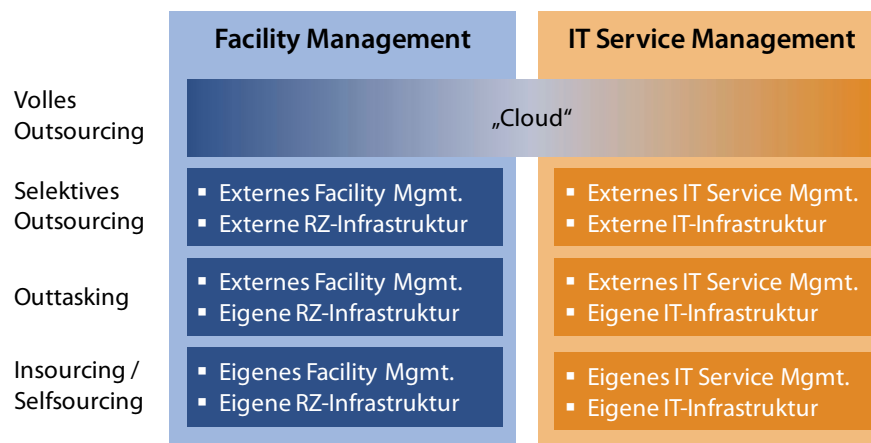 Facility Management
IT Service Management
Volles
Outsourcing
„Cloud“
Selektives
Outsourcing
▪ Externes Facility Mgmt.
▪ Externe RZ-Infrastruktur
▪ Externes IT Service Mgmt.
▪ Externe IT-Infrastruktur
Outtasking
▪ Externes Facility Mgmt.
▪ Eigene RZ-Infrastruktur
▪ Externes IT Service Mgmt.
▪ Eigene IT-Infrastruktur
Insourcing /
Selfsourcing
▪ Eigenes Facility Mgmt.
▪ Eigene RZ-Infrastruktur
▪ Eigenes IT Service Mgmt.
▪ Eigene IT-Infrastruktur